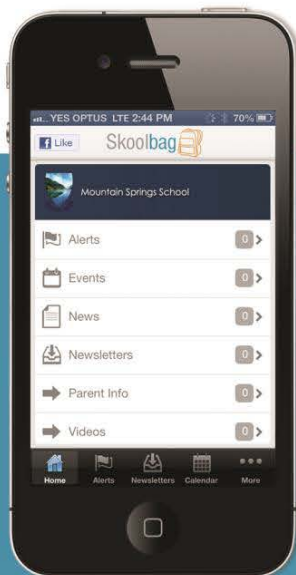 atl.. YES OPTUS LTE 2:44 PM 70%
f Like Skoolbag
Mountain Springs School
Alerts 0
Events 0
News 0
Newsletters 0
Parent Info 0
Videos 0
Home Alerts Newsletters Calendar More